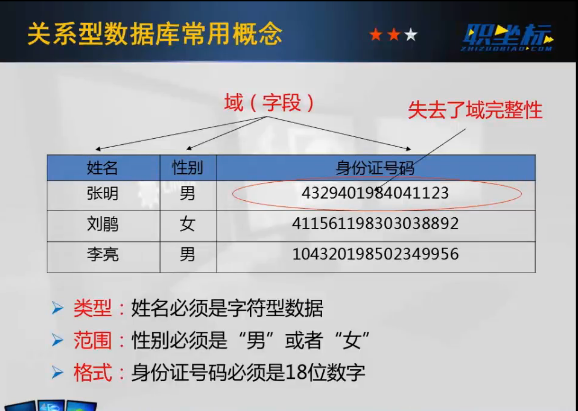 关系型数据库常用概念
职坐标
ZHIZUOBIAO.COM
域（字段）
失去了域完整性
姓名 性别 身份证号码
张明 男 4329401984041123
刘鹃 女 411561198303038892
李亮 男 104320198502349956
类型：姓名必须是字符型数据
范围：性别必须是“男”或者“女”
格式：身份证号码必须是18位数字